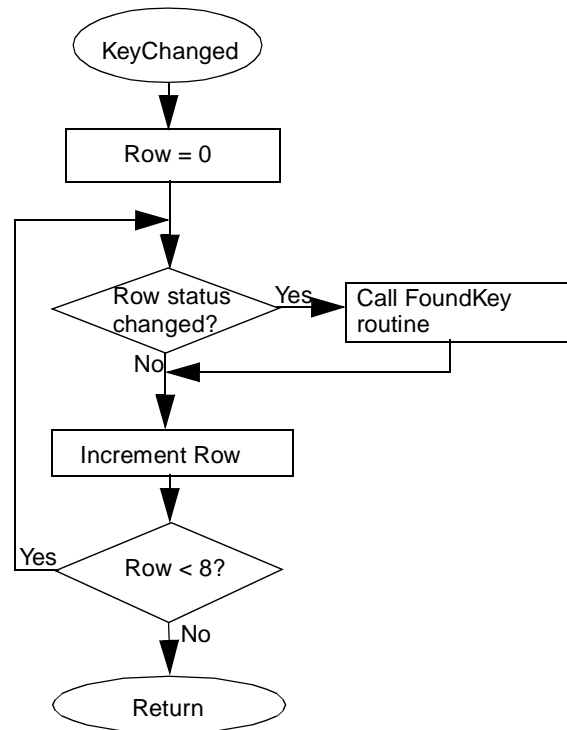 KeyChanged
Row = 0
Row status
changed?
Yes
Call FoundKey
routine
No
Increment Row
Yes
Row < 8?
No
Return